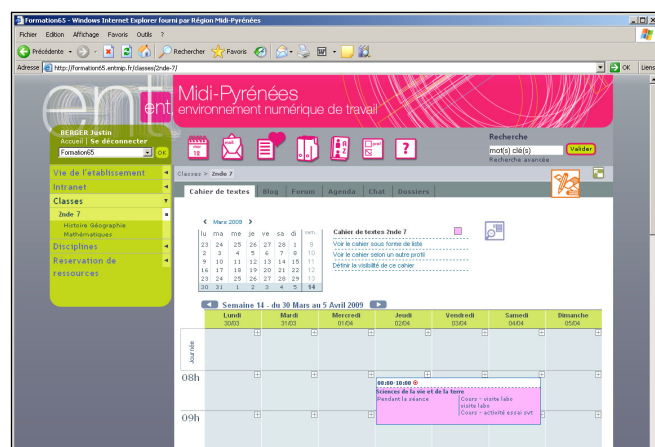 Formation65 - Windows Internet Explorer fourni par Région Midi-Pyrénées
Fichier Edition Affichage Favoris Outils ?
Précédente Rechercher Favoris
Adresse http://formation65.entmip.fr/classes/2nde-7/ OK Liens
ent
ent
Midi-Pyrénées
environnement numérique de travail
BERGER Justin
Accueil | Se déconnecter
Formation65 OK
Recherche
mot(s) clé(s) Valider
Recherche avancée
Vie de l'établissement
Intranet
Classes
2nde 7
Histoire Géographie
Mathématiques
Disciplines
Réservation de
ressources
Classes > 2nde 7
Cahier de textes Blog Forum Agenda Chat Dossiers
Mars 2009
lu ma me je ve sa di sem.
23 24 25 26 27 28 1 9
2 3 4 5 6 7 8 10
9 10 11 12 13 14 15 11
16 17 18 19 20 21 22 12
23 24 25 26 27 28 29 13
30 31 1 2 3 4 5 14
Cahier de textes 2nde 7
Voir le cahier sous forme de liste
Voir le cahier selon un autre profil
Définir la visibilité de ce cahier
Semaine 14 - du 30 Mars au 5 Avril 2009
Lundi Mardi Mercredi Jeudi Vendredi Samedi Dimanche
30/03 31/03 01/04 02/04 03/04 04/04 05/04
Journée
08h
08:00-10:00
Sciences de la vie et de la terre
Pendant la séance
Cours - visite labo
visite labo
Cours - activité essai svt
09h